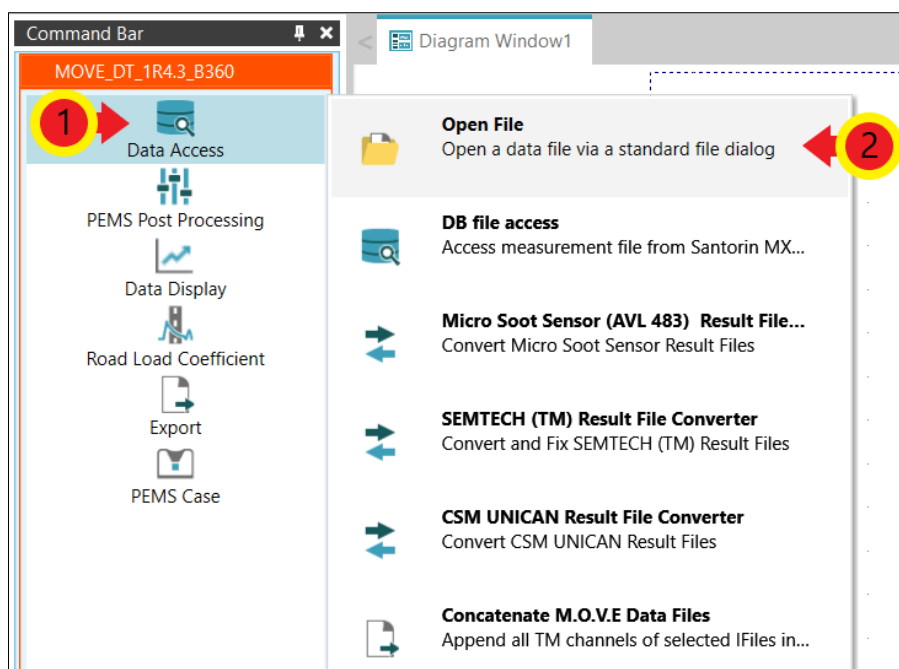 Command Bar
Diagram Window1
MOVE_DT_1R4.3_B360
1
Data Access
PEMS Post Processing
Data Display
Road Load Coefficient
Export
PEMS Case
Open File
Open a data file via a standard file dialog
2
DB file access
Access measurement file from Santorin MX...
Micro Soot Sensor (AVL 483)  Result File...
Convert Micro Soot Sensor Result Files
SEMTECH (TM) Result File Converter
Convert and Fix SEMTECH (TM) Result Files
CSM UNICAN Result File Converter
Convert CSM UNICAN Result Files
Concatenate M.O.V.E Data Files
Append all TM channels of selected IFiles in...